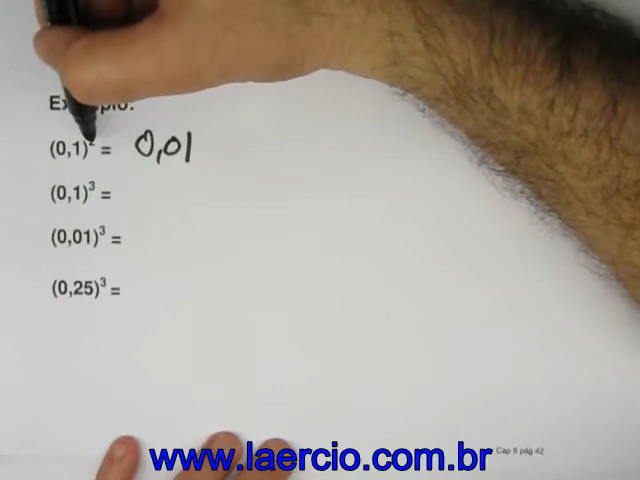 Exemplo:
(0,1)² = 0,01
(0,1)³ =
(0,01)³ =
(0,25)³ =
www.laercio.com.br
Cap 8 pág 42